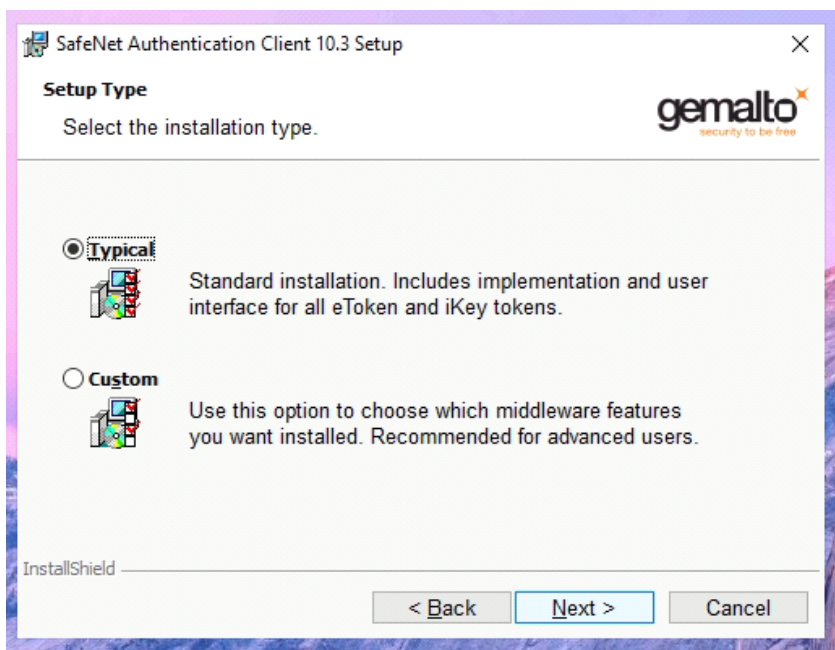 SafeNet Authentication Client 10.3 Setup
Setup Type
Select the installation type.
gemalto
security to be free
Typical
Standard installation. Includes implementation and user
interface for all eToken and iKey tokens.
Custom
Use this option to choose which middleware features
you want installed. Recommended for advanced users.
InstallShield
< Back
Next >
Cancel